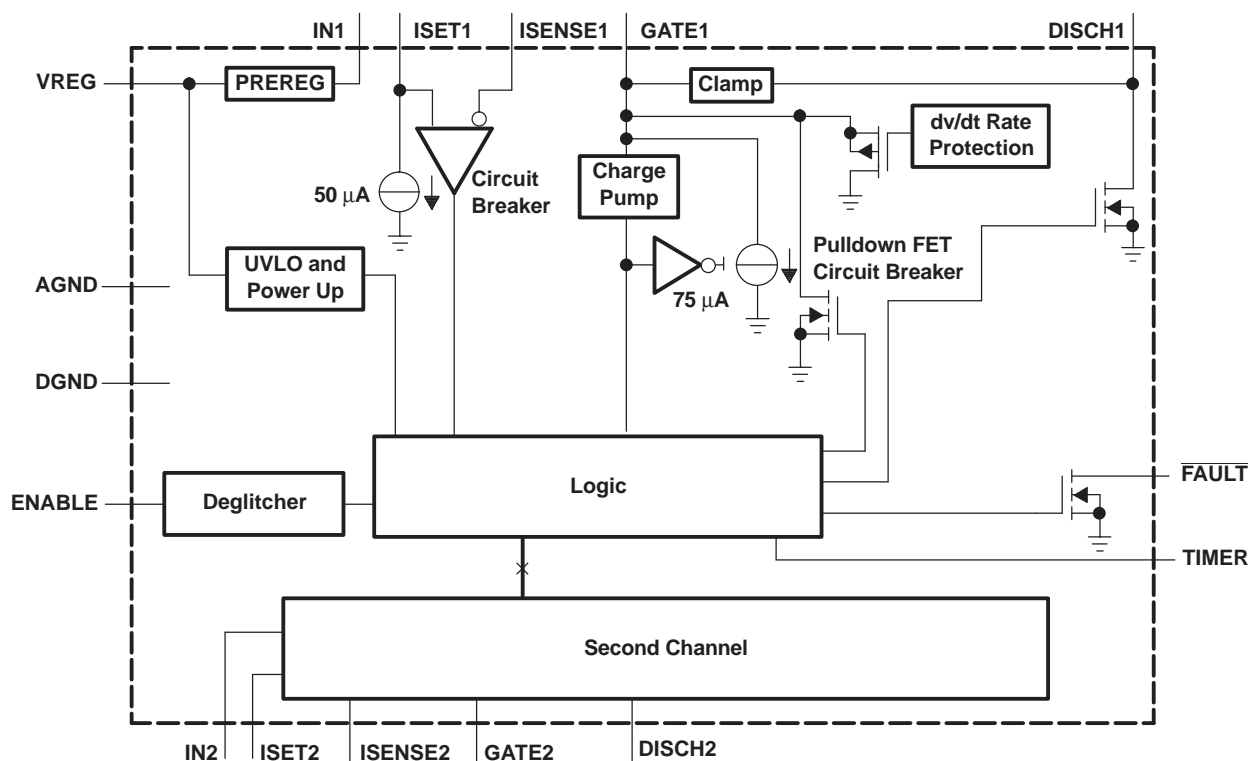 IN1
ISET1
ISENSE1
GATE1
DISCH1
VREG
PREREG
Clamp
dv/dt Rate
Protection
50 μA
Circuit
Breaker
Charge
Pump
Pulldown FET
Circuit Breaker
75 μA
UVLO and
Power Up
AGND
DGND
ENABLE
Deglitcher
Logic
FAULT
TIMER
Second Channel
IN2
ISET2
ISENSE2
GATE2
DISCH2